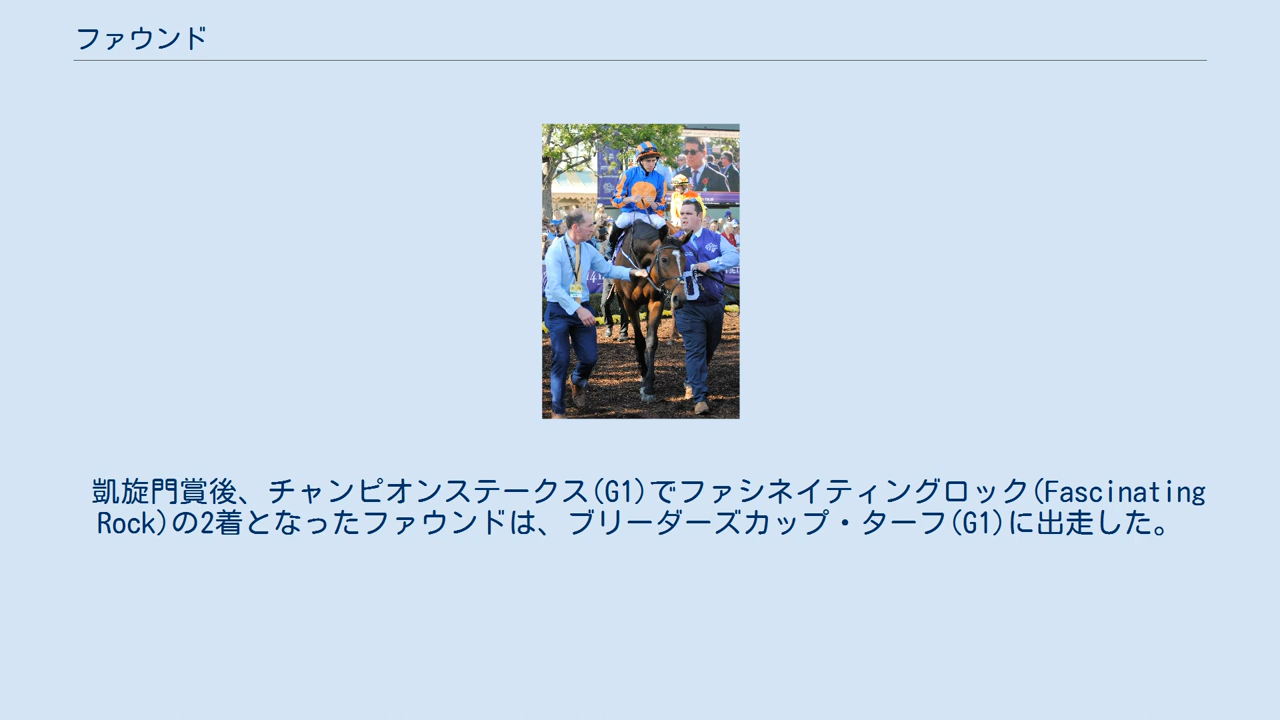 ファウンド
凱旋門賞後、チャンピオンステークス(G1)でファシネイティングロック(Fascinating
Rock)の2着となったファウンドは、ブリーダーズカップ・ターフ(G1)に出走した。